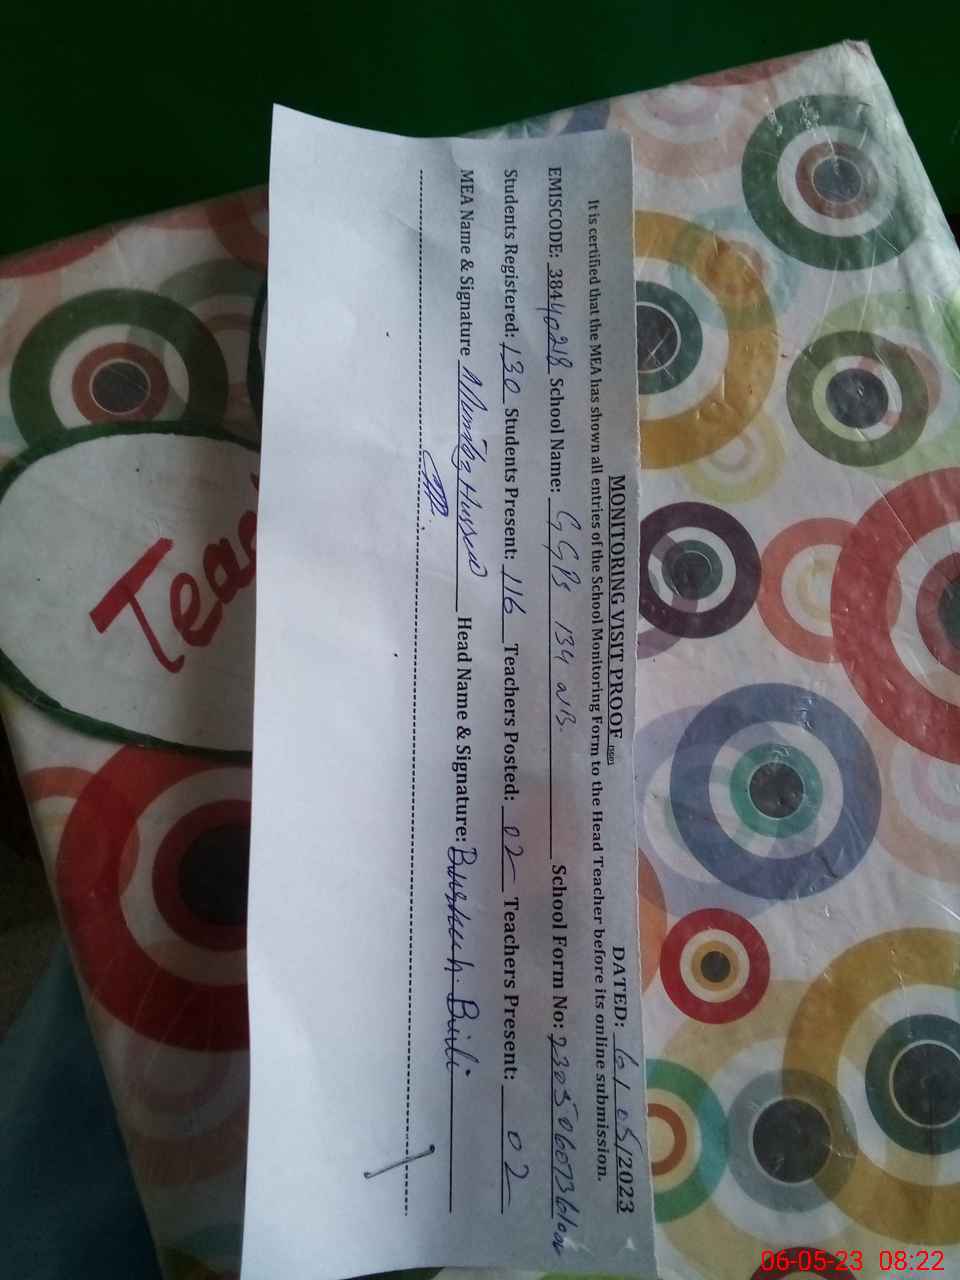 MONITORING VISIT PROOF DATED: 6/05/2023
It is certified that the MEA has shown all entries of the School Monitoring Form to the Head Teacher before its online submission.
EMISCODE: 38440218 School Name: GGPS 134 NB. School Form No:
Students Registered: 130 Students Present: 116 Teachers Posted: 02 Teachers Present: 02
MEA Name & Signature Hussain Head Name & Signature: Bushra Bibi
Teac
06-05-23 08:22